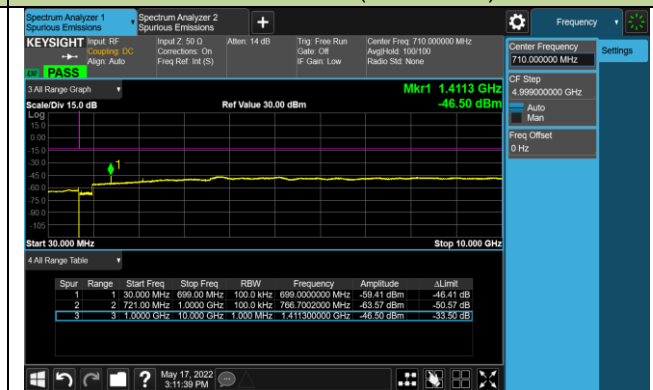 Spectrum Analyzer 1
Spurious Emissions
Spectrum Analyzer 2
Spurious Emissions
+
Frequency
KEYSIGHT
Input: RF
Coupling: DC
Align: Auto
Input Z: 50 Ω
Corrections: On
Freq Ref: Int (S)
Atten: 14 dB
Trig: Free Run
Gate: Off
IF Gain: Low
Center Freq: 710.000000 MHz
Avg|Hold: 100/100
Radio Std: None
PASS
3 All Range Graph
Scale/Div 15.0 dB
Ref Value 30.00 dBm
Mkr1 1.4113 GHz
-46.50 dBm
Log
15.0
0.00
-15.0
-30.0
-45.0
-60.0
-75.0
-90.0
-105
1
Start 30.000 MHz
Stop 10.000 GHz
4 All Range Table
Spur Range Start Freq Stop Freq RBW Frequency Amplitude ΔLimit
1 1 30.000 MHz 699.00 MHz 100.0 kHz 699.0000000 MHz -59.41 dBm -46.41 dB
2 2 721.00 MHz 1.0000 GHz 100.0 kHz 766.7002000 MHz -63.57 dBm -50.57 dB
3 3 1.0000 GHz 10.000 GHz 1.000 MHz 1.411300000 GHz -46.50 dBm -33.50 dB
Center Frequency
710.000000 MHz
CF Step
4.999000000 GHz
Auto
Man
Freq Offset
0 Hz
Settings
?
May 17, 2022
3:11:39 PM